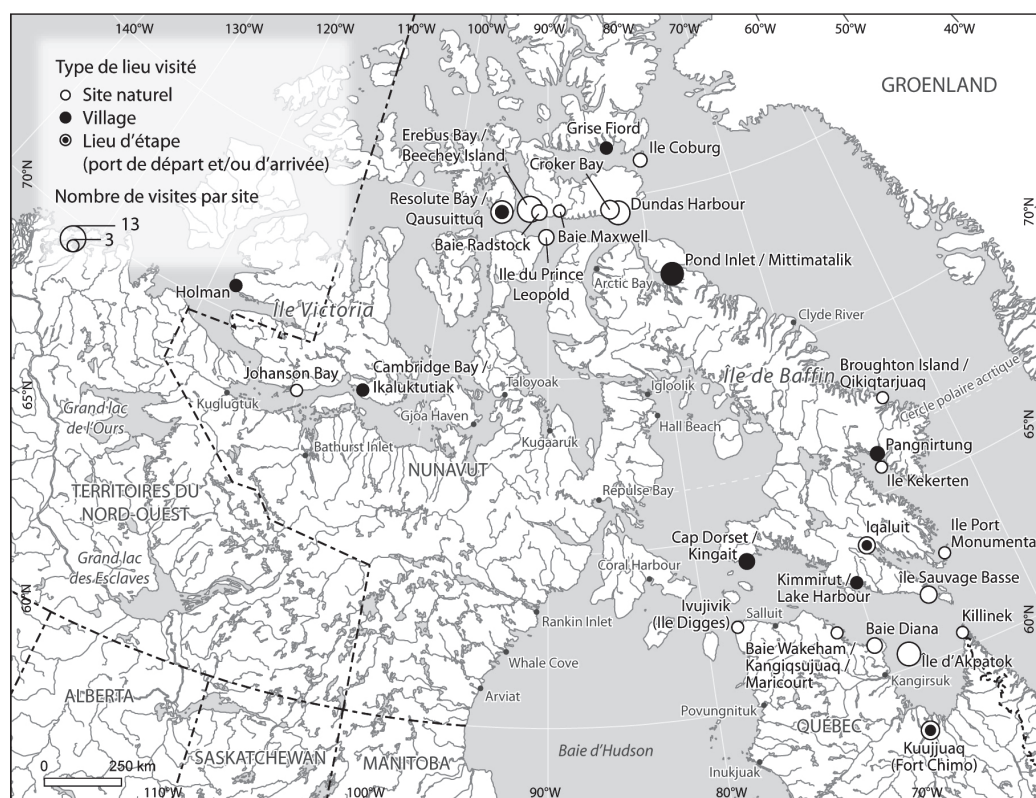 140°W
130°W
120°W
110°W
100°W
90°W
80°W
70°W
60°W
50°W
40°W
Type de lieu visité
Site naturel
Village
Lieu d'étape
(port de départ et/ou d'arrivée)
Nombre de visites par site
13
3
70°N
65°N
60°N
GROENLAND
Grise Fiord
Ile Coburg
Erebus Bay /
Beechey Island
Croker Bay
Resolute Bay /
Qausuittuq
Dundas Harbour
Baie Radstock
Baie Maxwell
Ile du Prince
Leopold
Arctic Bay
Pond Inlet / Mittimatalik
70°N
Holman
Île Victoria
Clyde River
Johanson Bay
Cambridge Bay /
Ikaluktutiak
Taloyoak
Igloolik
Île de Baffin
Broughton Island /
Qikiqtarjuaq
Cercle polaire acrtique
Kugluqtuk
Gjoa Haven
Hall Beach
Grand lac
de l'Ours
Bathurst Inlet
Kugaaruk
65°N
NUNAVUT
Pangnirtung
Ile Kekerten
TERRITOIRES DU
NORD-OUEST
Repulse Bay
Iqaluit
Ile Port
Monumenta
Cap Dorset /
Kingait
Grand lac
des Esclaves
Coral Harbour
Kimmirut /
Lake Harbour
île Sauvage Basse
Ivujivik
(Ile Digges)
Salluit
Killinek
60°N
Rankin Inlet
Baie Diana
Baie Wakeham /
Kangiqsujuaq /
Maricourt
Île d'Akpatok
Kangirsuk
Whale Cove
Arviat
ALBERTA
Povungnituk
QUÉBEC
SASKATCHEWAN
MANITOBA
Baie d'Hudson
Inukjuak
Kuujjuaq
(Fort Chimo)
0
250 km
110°W
100°W
90°W
80°W
70°W